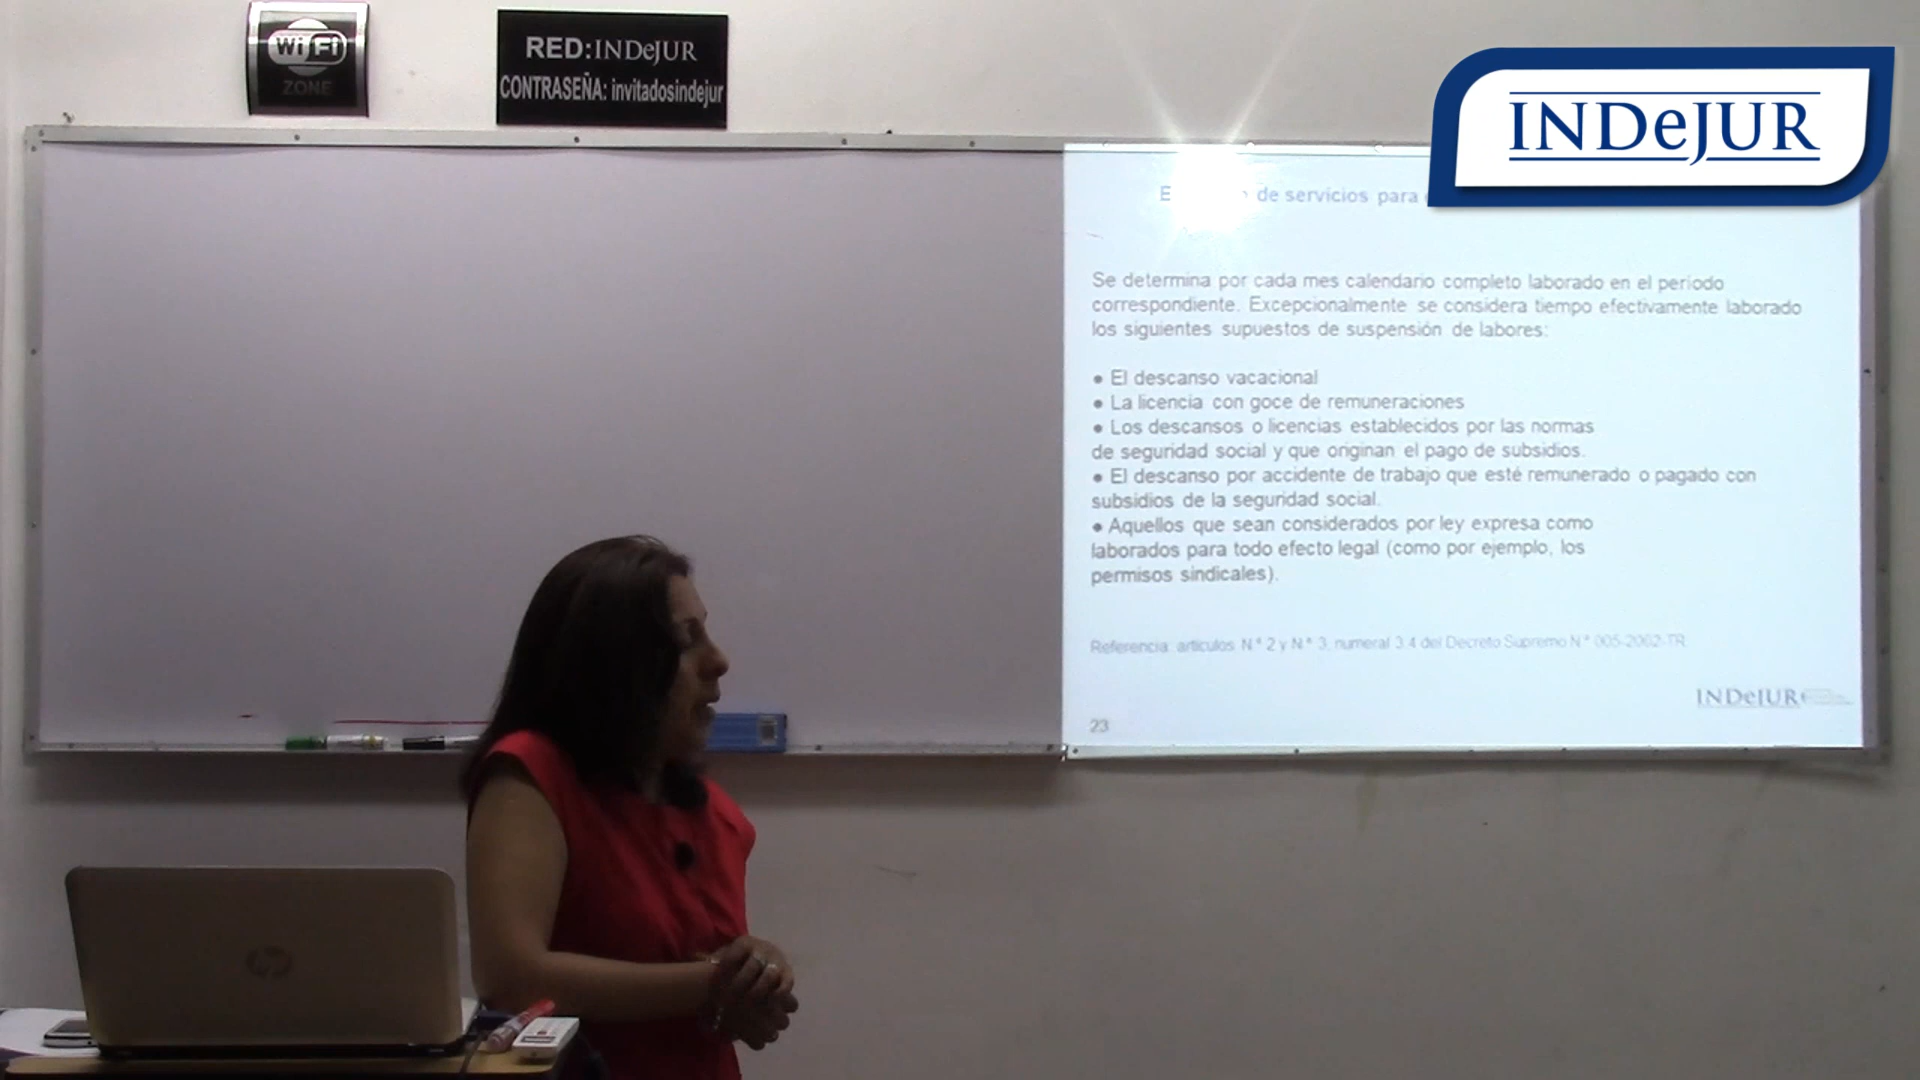 WiFi
ZONE
RED:INDeJUR
CONTRASEÑA: invitadosindejur
INDeJUR
de servicios para
Se determina por cada mes calendario completo laborado en el periodo
correspondiente. Excepcionalmente se considera tiempo efectivamente laborado
los siguientes supuestos de suspensión de labores:
● El descanso vacacional
● La licencia con goce de remuneraciones
● Los descansos o licencias establecidos por las normas
de seguridad social y que originan el pago de subsidios.
● El descanso por accidente de trabajo que esté remunerado o pagado con
subsidios de la seguridad social.
● Aquellos que sean considerados por ley expresa como
laborados para todo efecto legal (como por ejemplo, los
permisos sindicales).
Referencia: artículos N.° 2 y N.° 3, numeral 3.4 del Decreto Supremo N.° 005-2002-TR
INDeJUR
23
hp